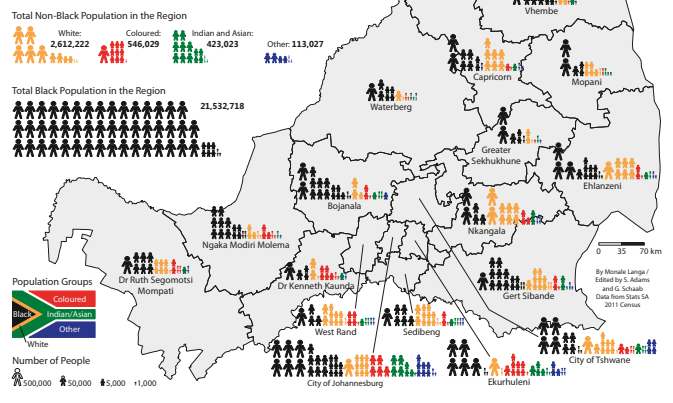 Total Non-Black Population in the Region
White:
2,612,222
Coloured:
546,029
Indian and Asian:
423,023
Other: 113,027
Total Black Population in the Region
21,532,718
Vhembe
Capricorn
Mopani
Waterberg
Greater
Sekhukhune
Ehlanzeni
Bojanala
Nkangala
Ngaka Modiri Molema
0 35 70 km
Dr Ruth Segomotsi
Mompati
Dr Kenneth Kaunda
Gert Sibande
By Monale Langa /
Edited by S. Adams
and G. Schaab
Data from Stats SA
2011 Census
Population Groups
Coloured
Black
Indian/Asian
Other
White
West Rand
Sedibeng
City of Tshwane
Number of People
500,000 50,000 5,000 1,000
City of Johannesburg
Ekurhuleni